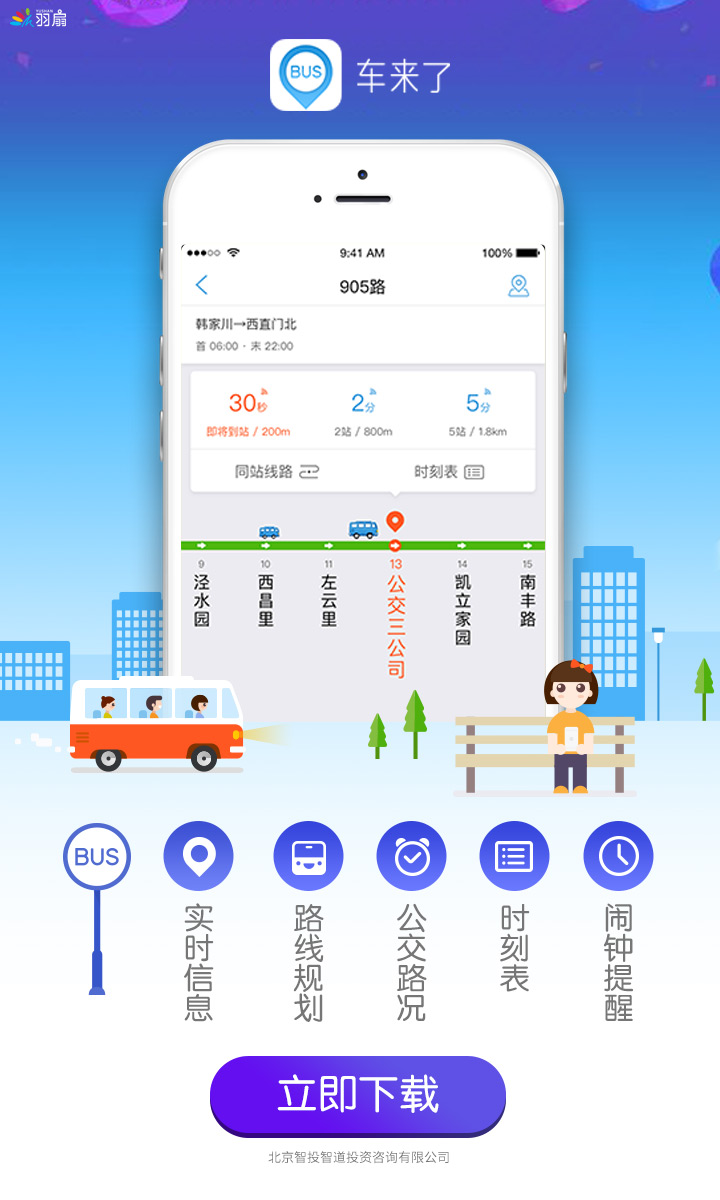 羽扇
BUS
车来了
9:41 AM
100%
905路
韩家川→西直门北
首 06:00 · 末 22:00
30秒
2分
5分
即将到站 / 200m
2站 / 800m
5站 / 1.8km
同站线路
时刻表
9
10
11
13
14
15
泾水园
西昌里
左云里
公交三公司
凯立家园
南丰路
BUS
实时信息
路线规划
公交路况
时刻表
闹钟提醒
立即下载
北京智投智道投资咨询有限公司